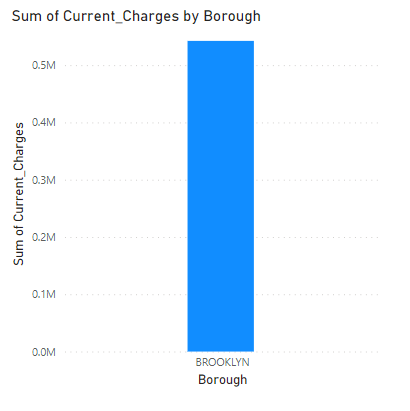 Sum of Current_Charges by Borough
Sum of Current_Charges
0.5M
0.4M
0.3M
0.2M
0.1M
0.0M
BROOKLYN
Borough